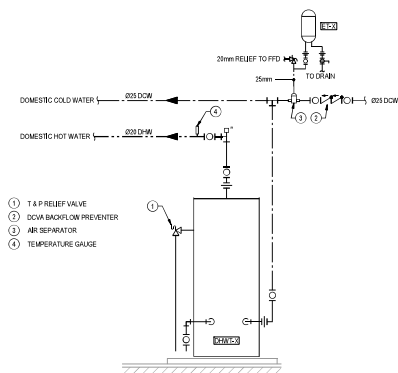 ET-X
20mm RELIEF TO FFD
TO DRAIN
25mm
DOMESTIC COLD WATER
Ø25 DCW
Ø25 DCW
3
2
4
DOMESTIC HOT WATER
Ø20 DHW
1
1 T & P RELIEF VALVE
2 DCVA BACKFLOW PREVENTER
3 AIR SEPARATOR
4 TEMPERATURE GAUGE
DHWT-X